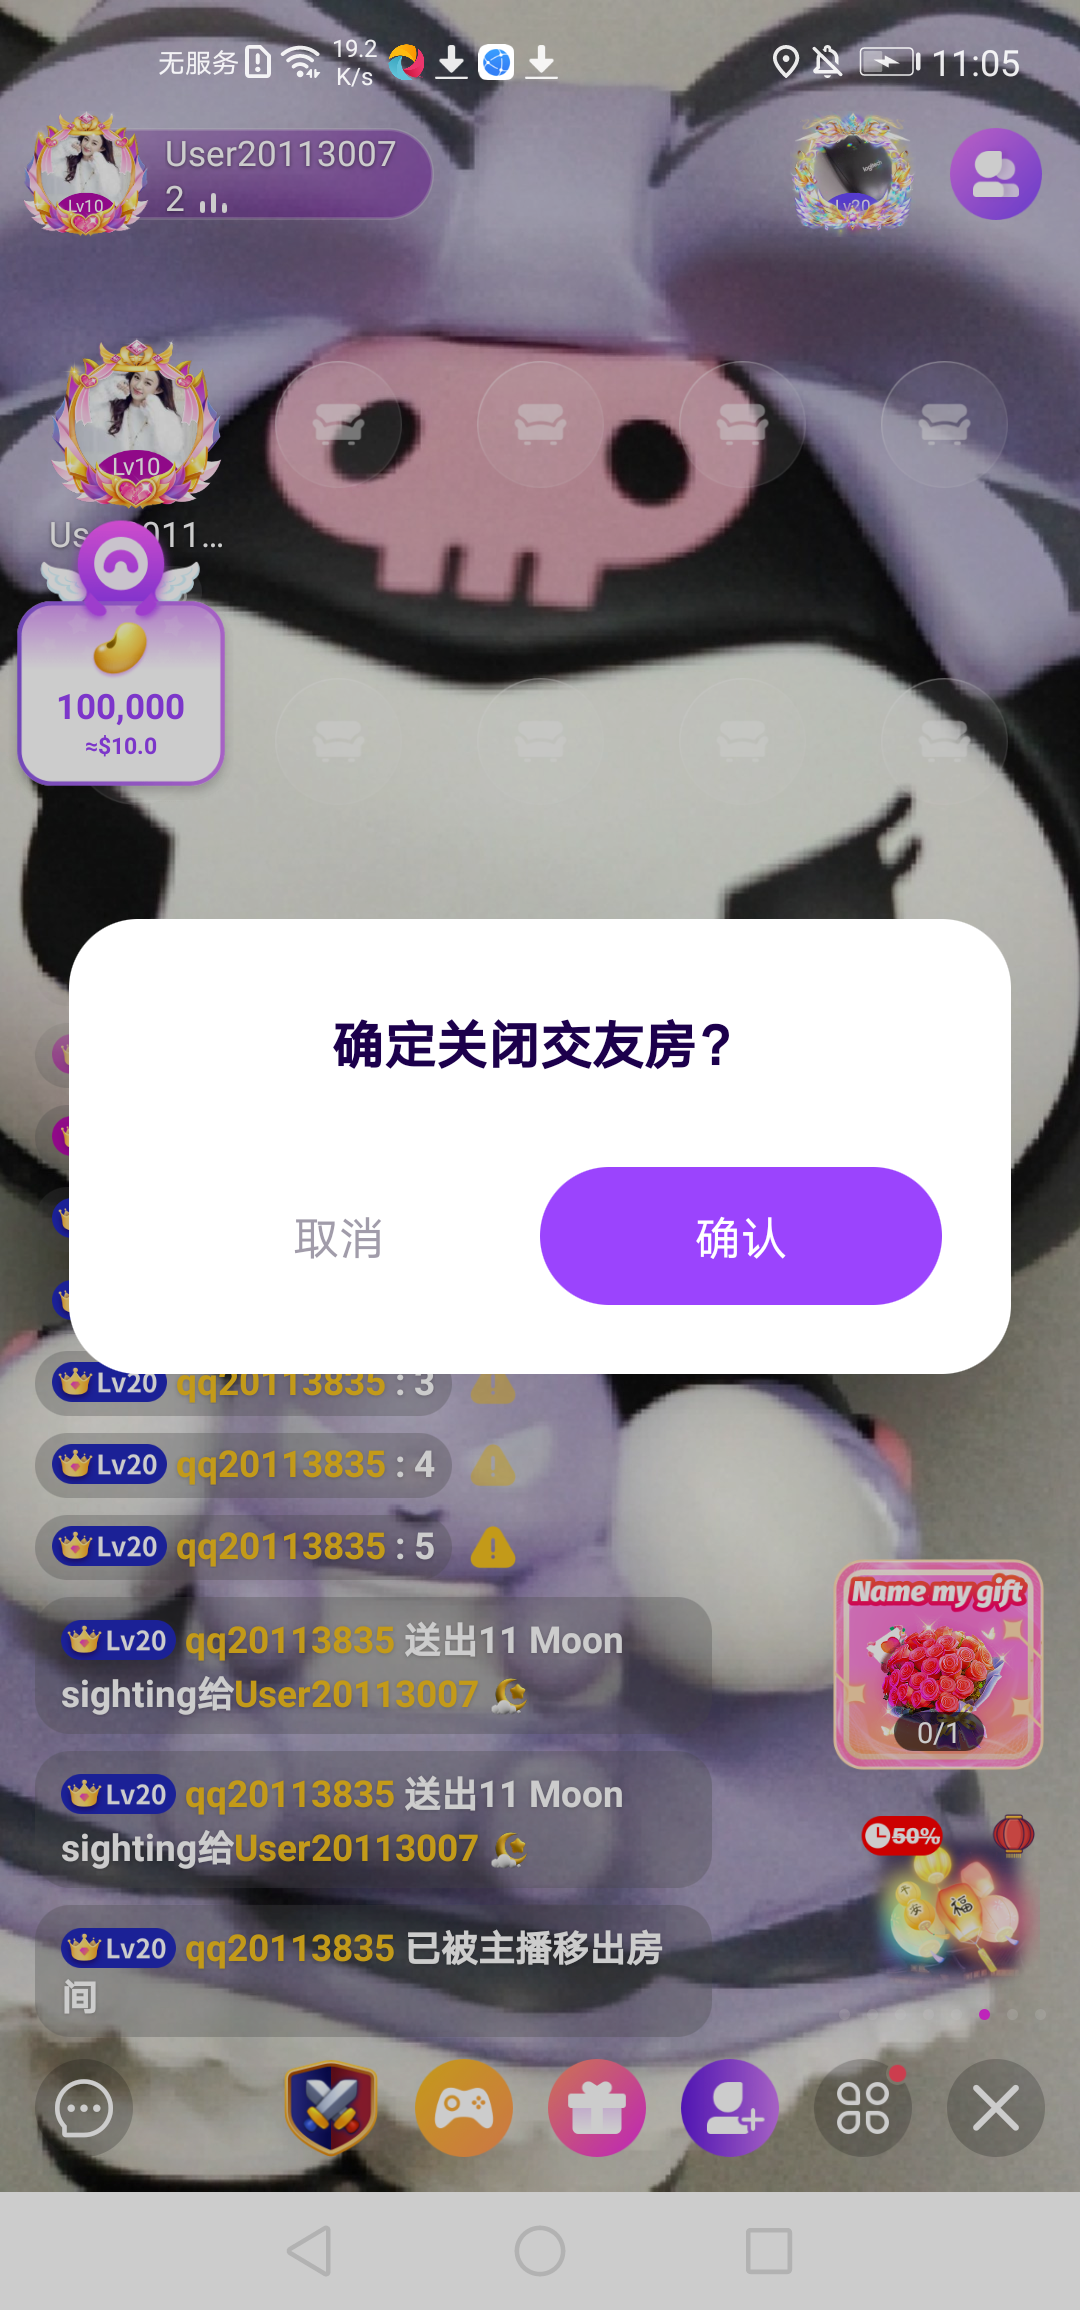 无服务
19.2
K/s
11:05
User20113007
2
Lv10
logitech
Lv20
Lv10
100,000
≈$10.0
确定关闭交友房？
取消
确认
Lv20 qq20113835 : 3
Lv20 qq20113835 : 4
Lv20 qq20113835 : 5
Lv20 qq20113835 送出11 Moon
sighting给User20113007
Lv20 qq20113835 送出11 Moon
sighting给User20113007
Lv20 qq20113835 已被主播移出房
间
Name my gift
0/1
50%
福